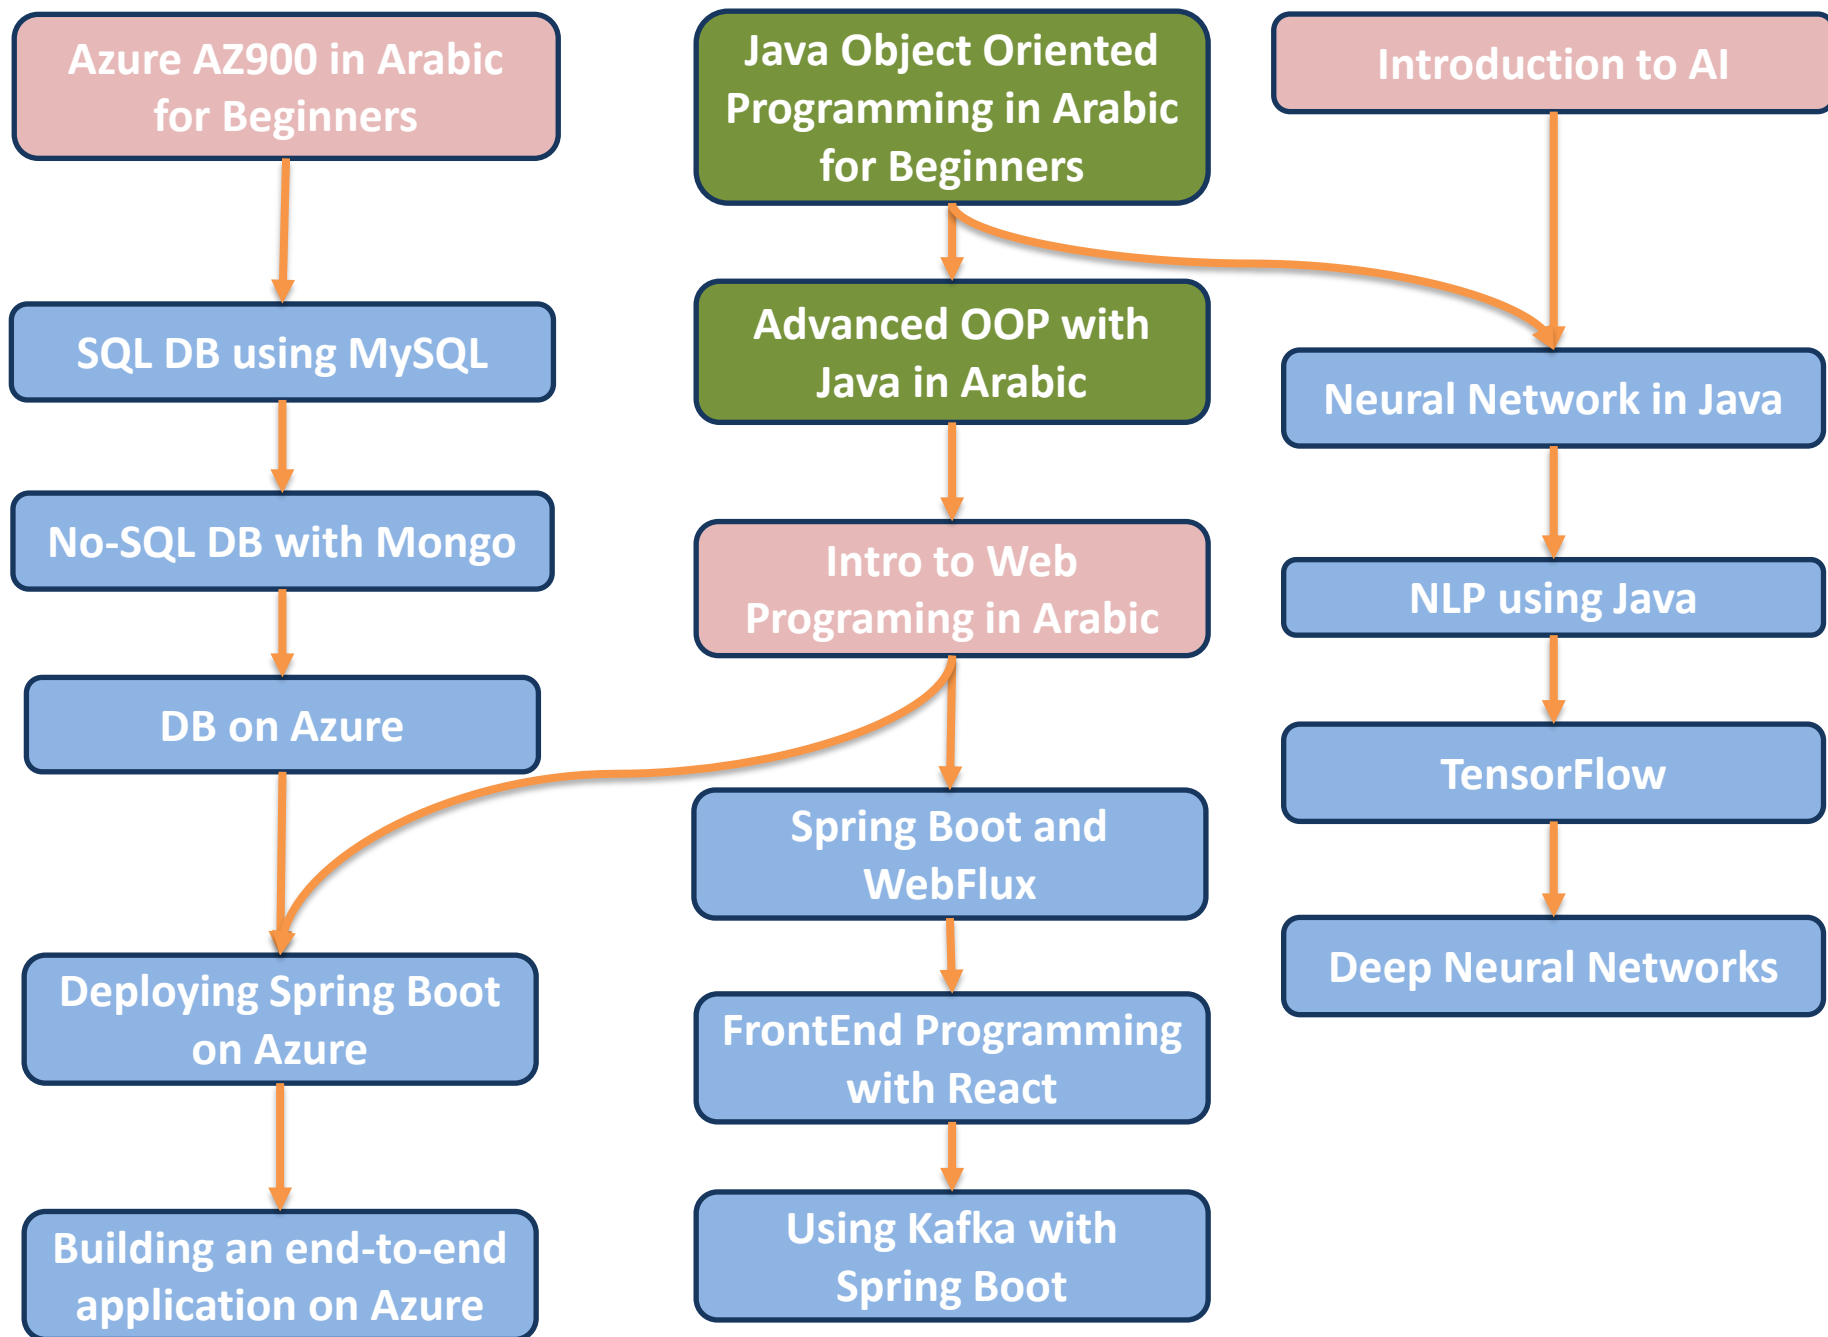 Azure AZ900 in Arabic
for Beginners
SQL DB using MySQL
No-SQL DB with Mongo
DB on Azure
Deploying Spring Boot
on Azure
Building an end-to-end
application on Azure
Java Object Oriented
Programming in Arabic
for Beginners
Advanced OOP with
Java in Arabic
Intro to Web
Programing in Arabic
Spring Boot and
WebFlux
FrontEnd Programming
with React
Using Kafka with
Spring Boot
Introduction to AI
Neural Network in Java
NLP using Java
TensorFlow
Deep Neural Networks